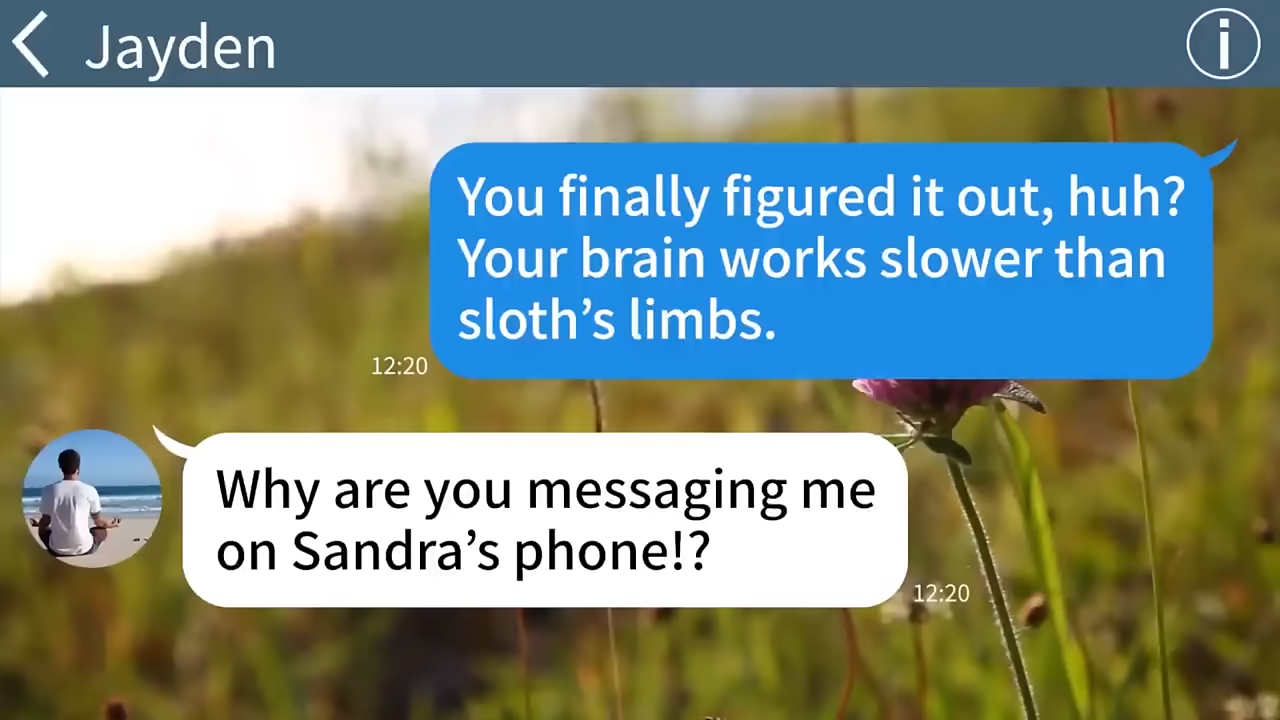 Jayden
You finally figured it out, huh?
Your brain works slower than
sloth’s limbs.
12:20
Why are you messaging me
on Sandra’s phone!?
12:20